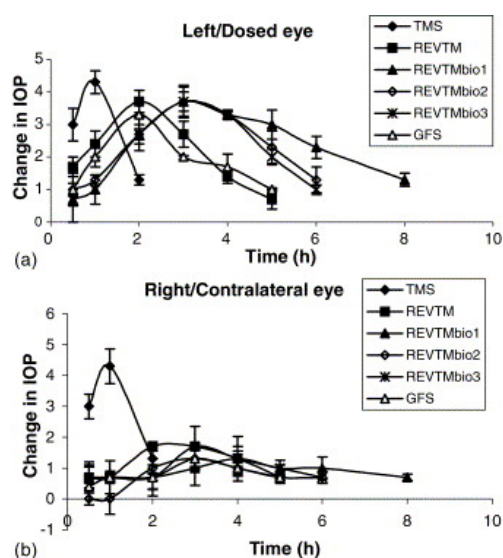 Left/Dosed eye
TMS
REVTM
REVTMbio1
REVTMbio2
REVTMbio3
GFS
Change in IOP
5
4
3
2
1
0
0 2 4 6 8 10
Time (h)
(a)
Right/Contralateral eye
TMS
REVTM
REVTMbio1
REVTMbio2
REVTMbio3
GFS
Change in IOP
6
5
4
3
2
1
0
-1
0 2 4 6 8 10
Time (h)
(b)